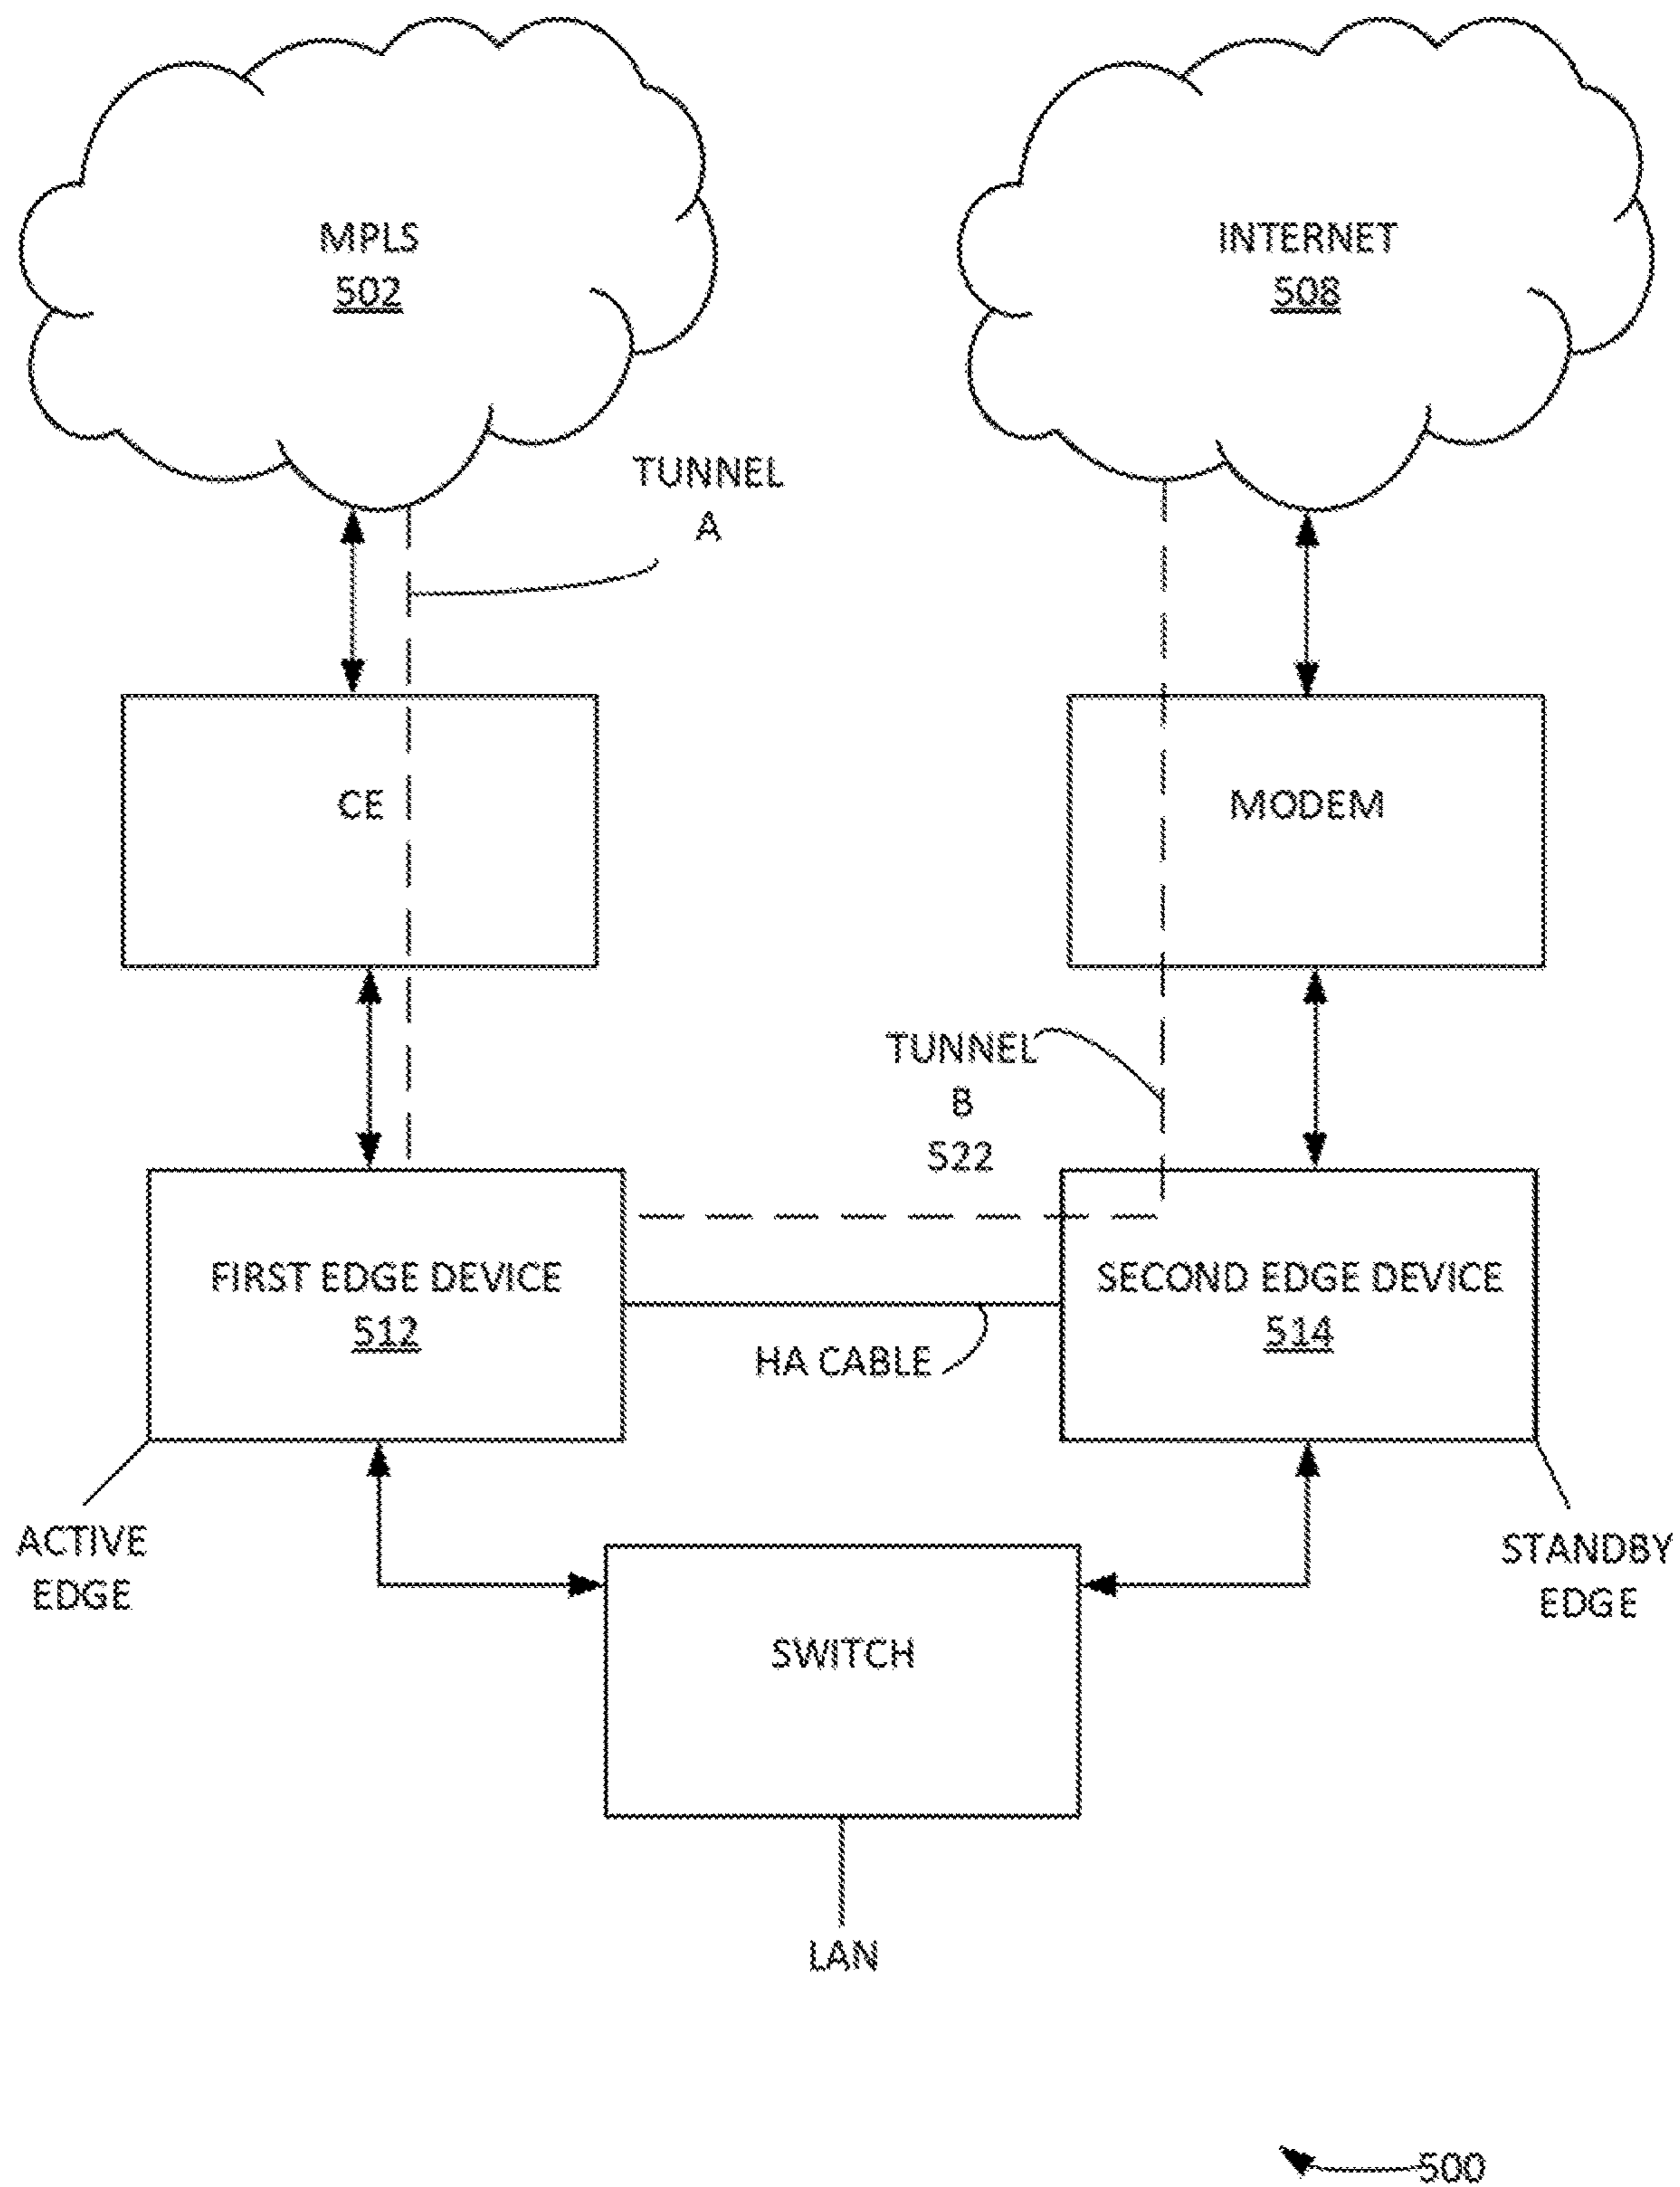 MPLS
502
INTERNET
508
TUNNEL
A
CE
MODEM
TUNNEL
B
522
FIRST EDGE DEVICE
512
SECOND EDGE DEVICE
514
HA CABLE
ACTIVE
EDGE
STANDBY
EDGE
SWITCH
LAN
500